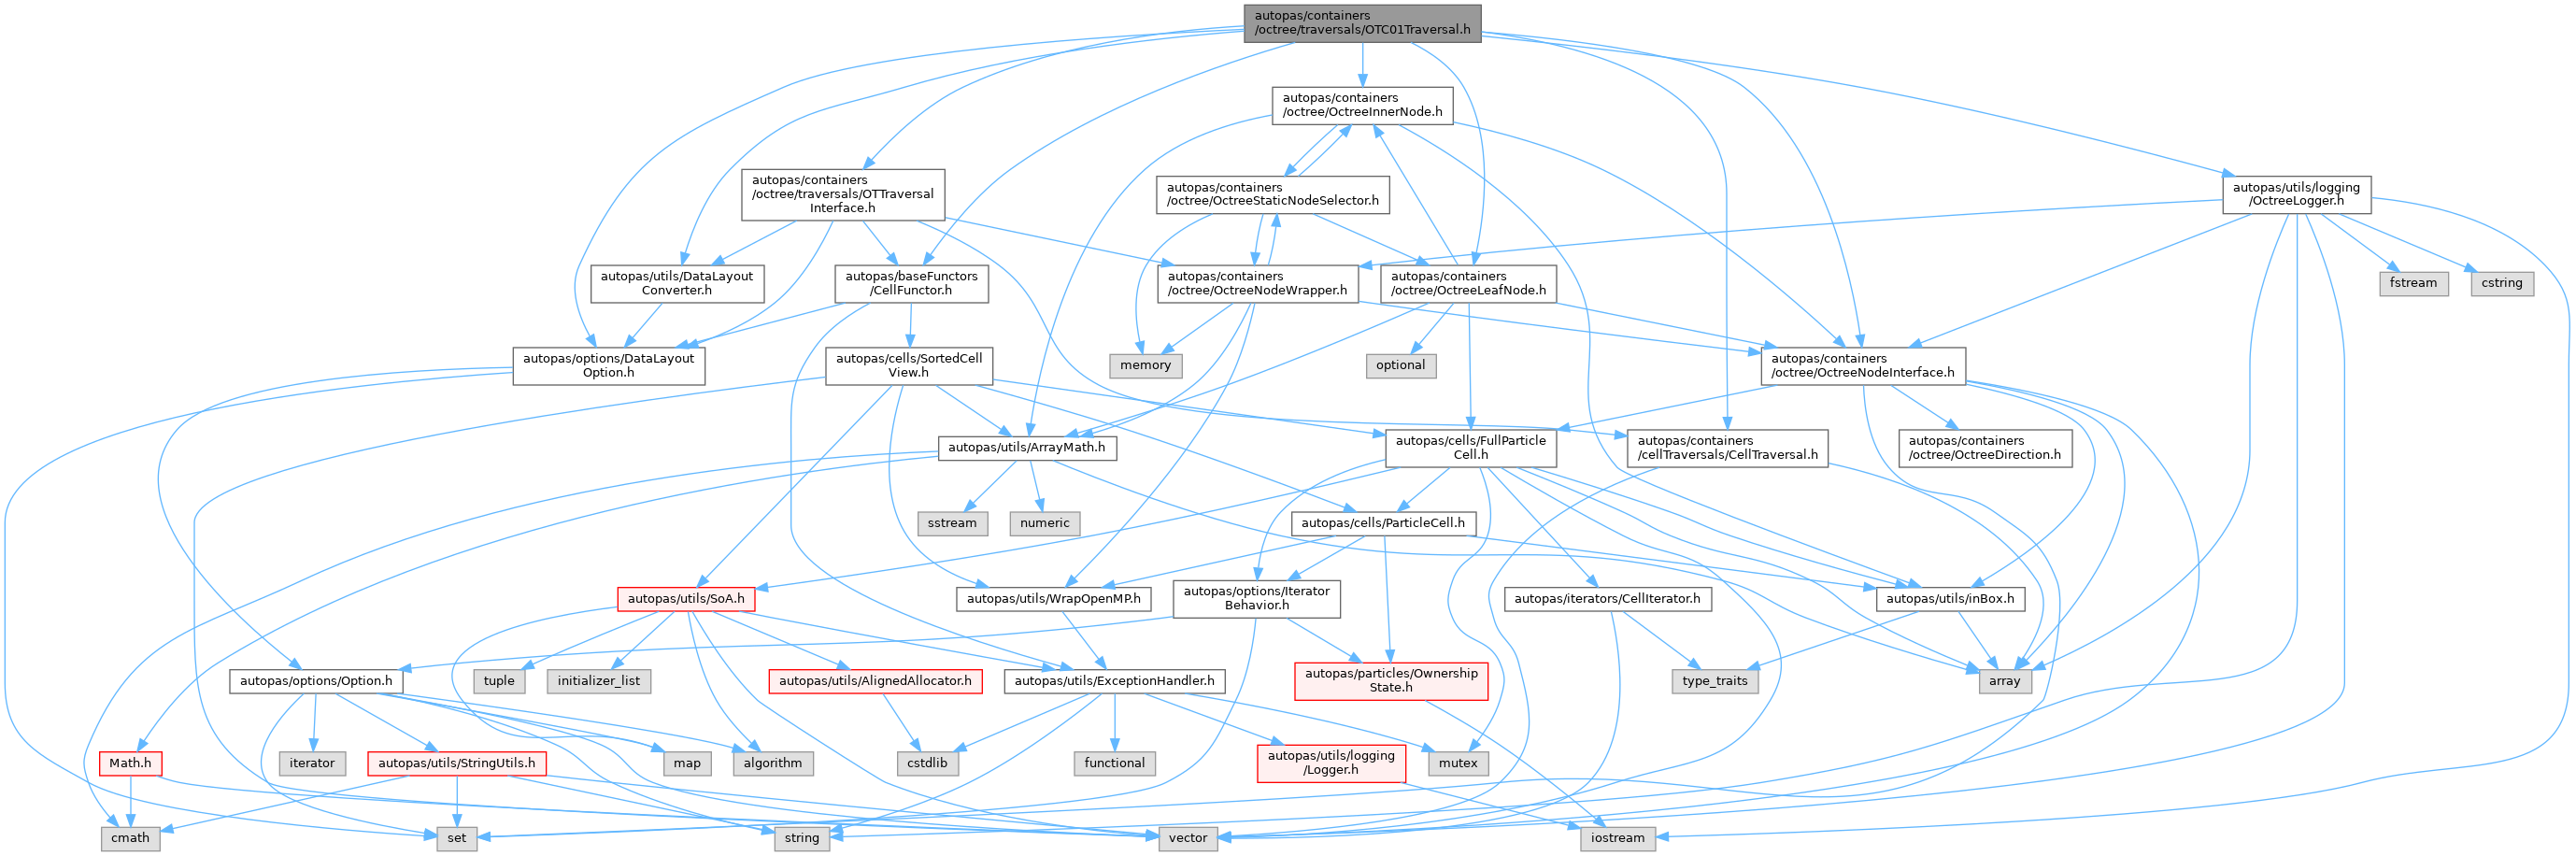 autopas/containers
/octree/traversals/OTC01Traversal.h
autopas/containers
/octree/OctreeInnerNode.h
autopas/containers
/octree/traversals/OTTraversal
Interface.h
autopas/containers
/octree/OctreeStaticNodeSelector.h
autopas/utils/logging
/OctreeLogger.h
autopas/utils/DataLayout
Converter.h
autopas/baseFunctors
/CellFunctor.h
autopas/containers
/octree/OctreeNodeWrapper.h
autopas/containers
/octree/OctreeLeafNode.h
fstream
cstring
autopas/options/DataLayout
Option.h
autopas/cells/SortedCell
View.h
memory
optional
autopas/containers
/octree/OctreeNodeInterface.h
autopas/utils/ArrayMath.h
autopas/cells/FullParticle
Cell.h
autopas/containers
/cellTraversals/CellTraversal.h
autopas/containers
/octree/OctreeDirection.h
sstream
numeric
autopas/cells/ParticleCell.h
autopas/utils/SoA.h
autopas/utils/WrapOpenMP.h
autopas/options/Iterator
Behavior.h
autopas/iterators/CellIterator.h
autopas/utils/inBox.h
autopas/options/Option.h
tuple
initializer_list
autopas/utils/AlignedAllocator.h
autopas/utils/ExceptionHandler.h
autopas/particles/Ownership
State.h
type_traits
array
Math.h
iterator
autopas/utils/StringUtils.h
map
algorithm
cstdlib
functional
autopas/utils/logging
/Logger.h
mutex
cmath
set
string
vector
iostream